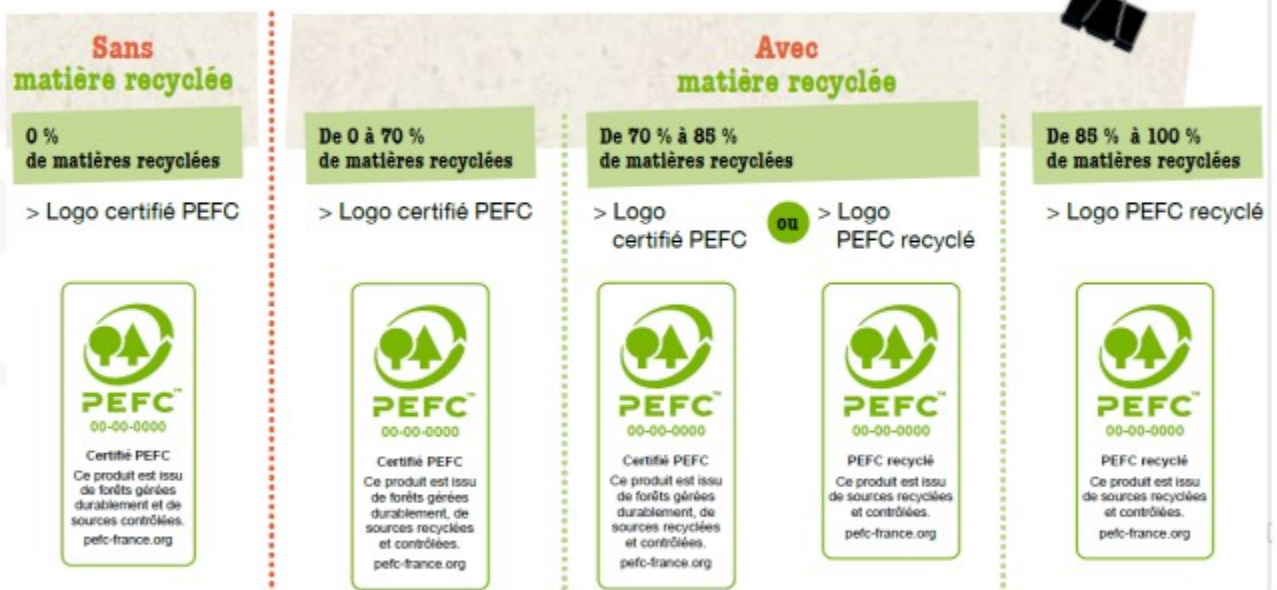 Sans
matière recyclée
Avec
matière recyclée
0 %
de matières recyclées
De 0 à 70 %
de matières recyclées
De 70 % à 85 %
de matières recyclées
De 85 % à 100 %
de matières recyclées
> Logo certifié PEFC
> Logo certifié PEFC
> Logo
certifié PEFC
ou
> Logo
PEFC recyclé
> Logo PEFC recyclé
PEFC™
00-00-0000
Certifié PEFC
Ce produit est issu
de forêts gérées
durablement et de
sources contrôlées.
pefc-france.org
PEFC™
00-00-0000
Certifié PEFC
Ce produit est issu
de forêts gérées
durablement, de
sources recyclées
et contrôlées.
pefc-france.org
PEFC™
00-00-0000
Certifié PEFC
Ce produit est issu
de forêts gérées
durablement, de
sources recyclées
et contrôlées.
pefc-france.org
PEFC™
00-00-0000
PEFC recyclé
Ce produit est issu
de sources recyclées
et contrôlées.
pefc-france.org
PEFC™
00-00-0000
PEFC recyclé
Ce produit est issu
de sources recyclées
et contrôlées.
pefc-france.org